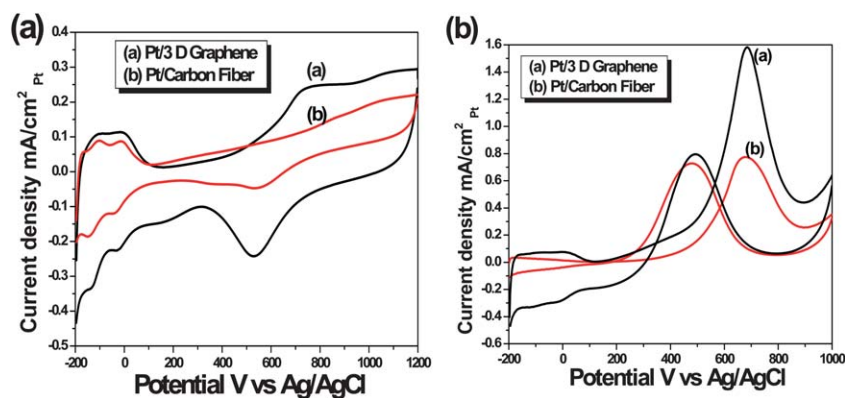 (a)
(a) Pt/3 D Graphene
(b) Pt/Carbon Fiber
(a)
(b)
Current density mA/cm² Pt
0.4
0.3
0.2
0.1
0.0
-0.1
-0.2
-0.3
-0.4
-0.5
-200 0 200 400 600 800 1000 1200
Potential V vs Ag/AgCl
(b)
(a) Pt/3 D Graphene
(b) Pt/Carbon Fiber
(a)
(b)
Current density mA/cm² Pt
1.6
1.4
1.2
1.0
0.8
0.6
0.4
0.2
0.0
-0.2
-0.4
-0.6
-200 0 200 400 600 800 1000
Potential V vs Ag/AgCl